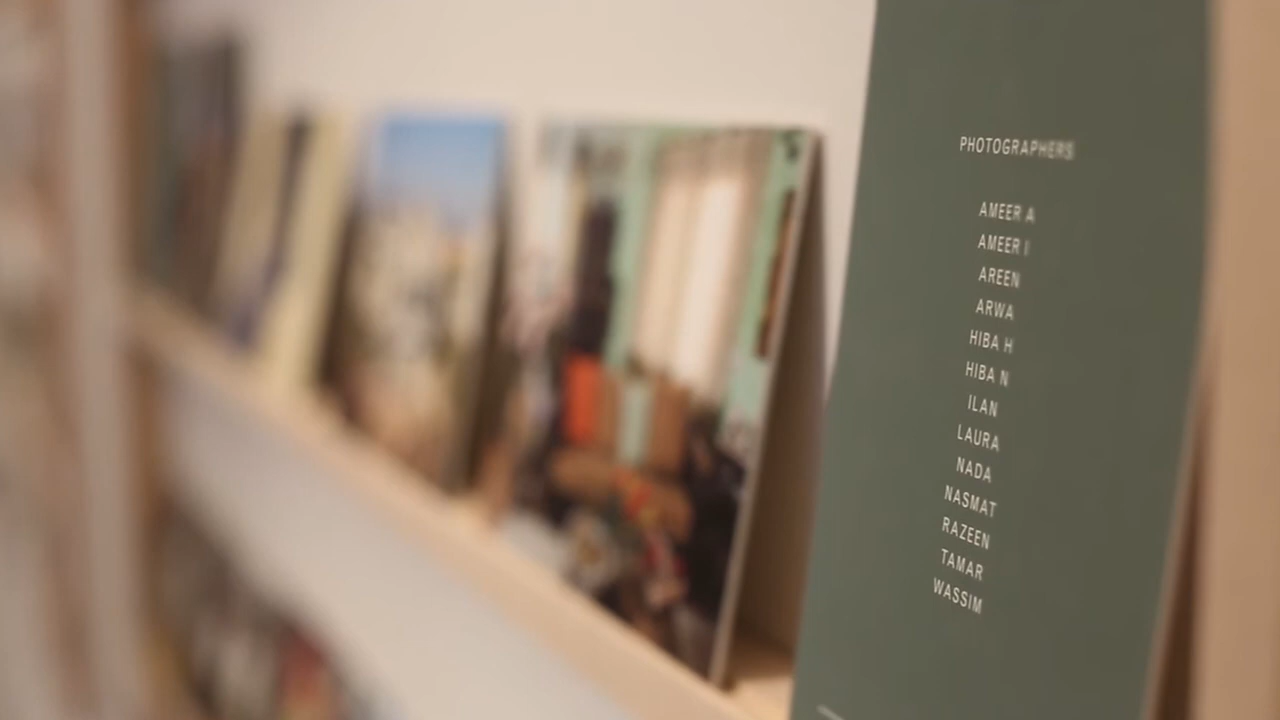 PHOTOGRAPHERS
AMEER A
AMEER I
AREEN
ARWA
HIBA H
HIBA N
ILAN
LAURA
NADA
NASMAT
RAZEEN
TAMAR
WASSIM